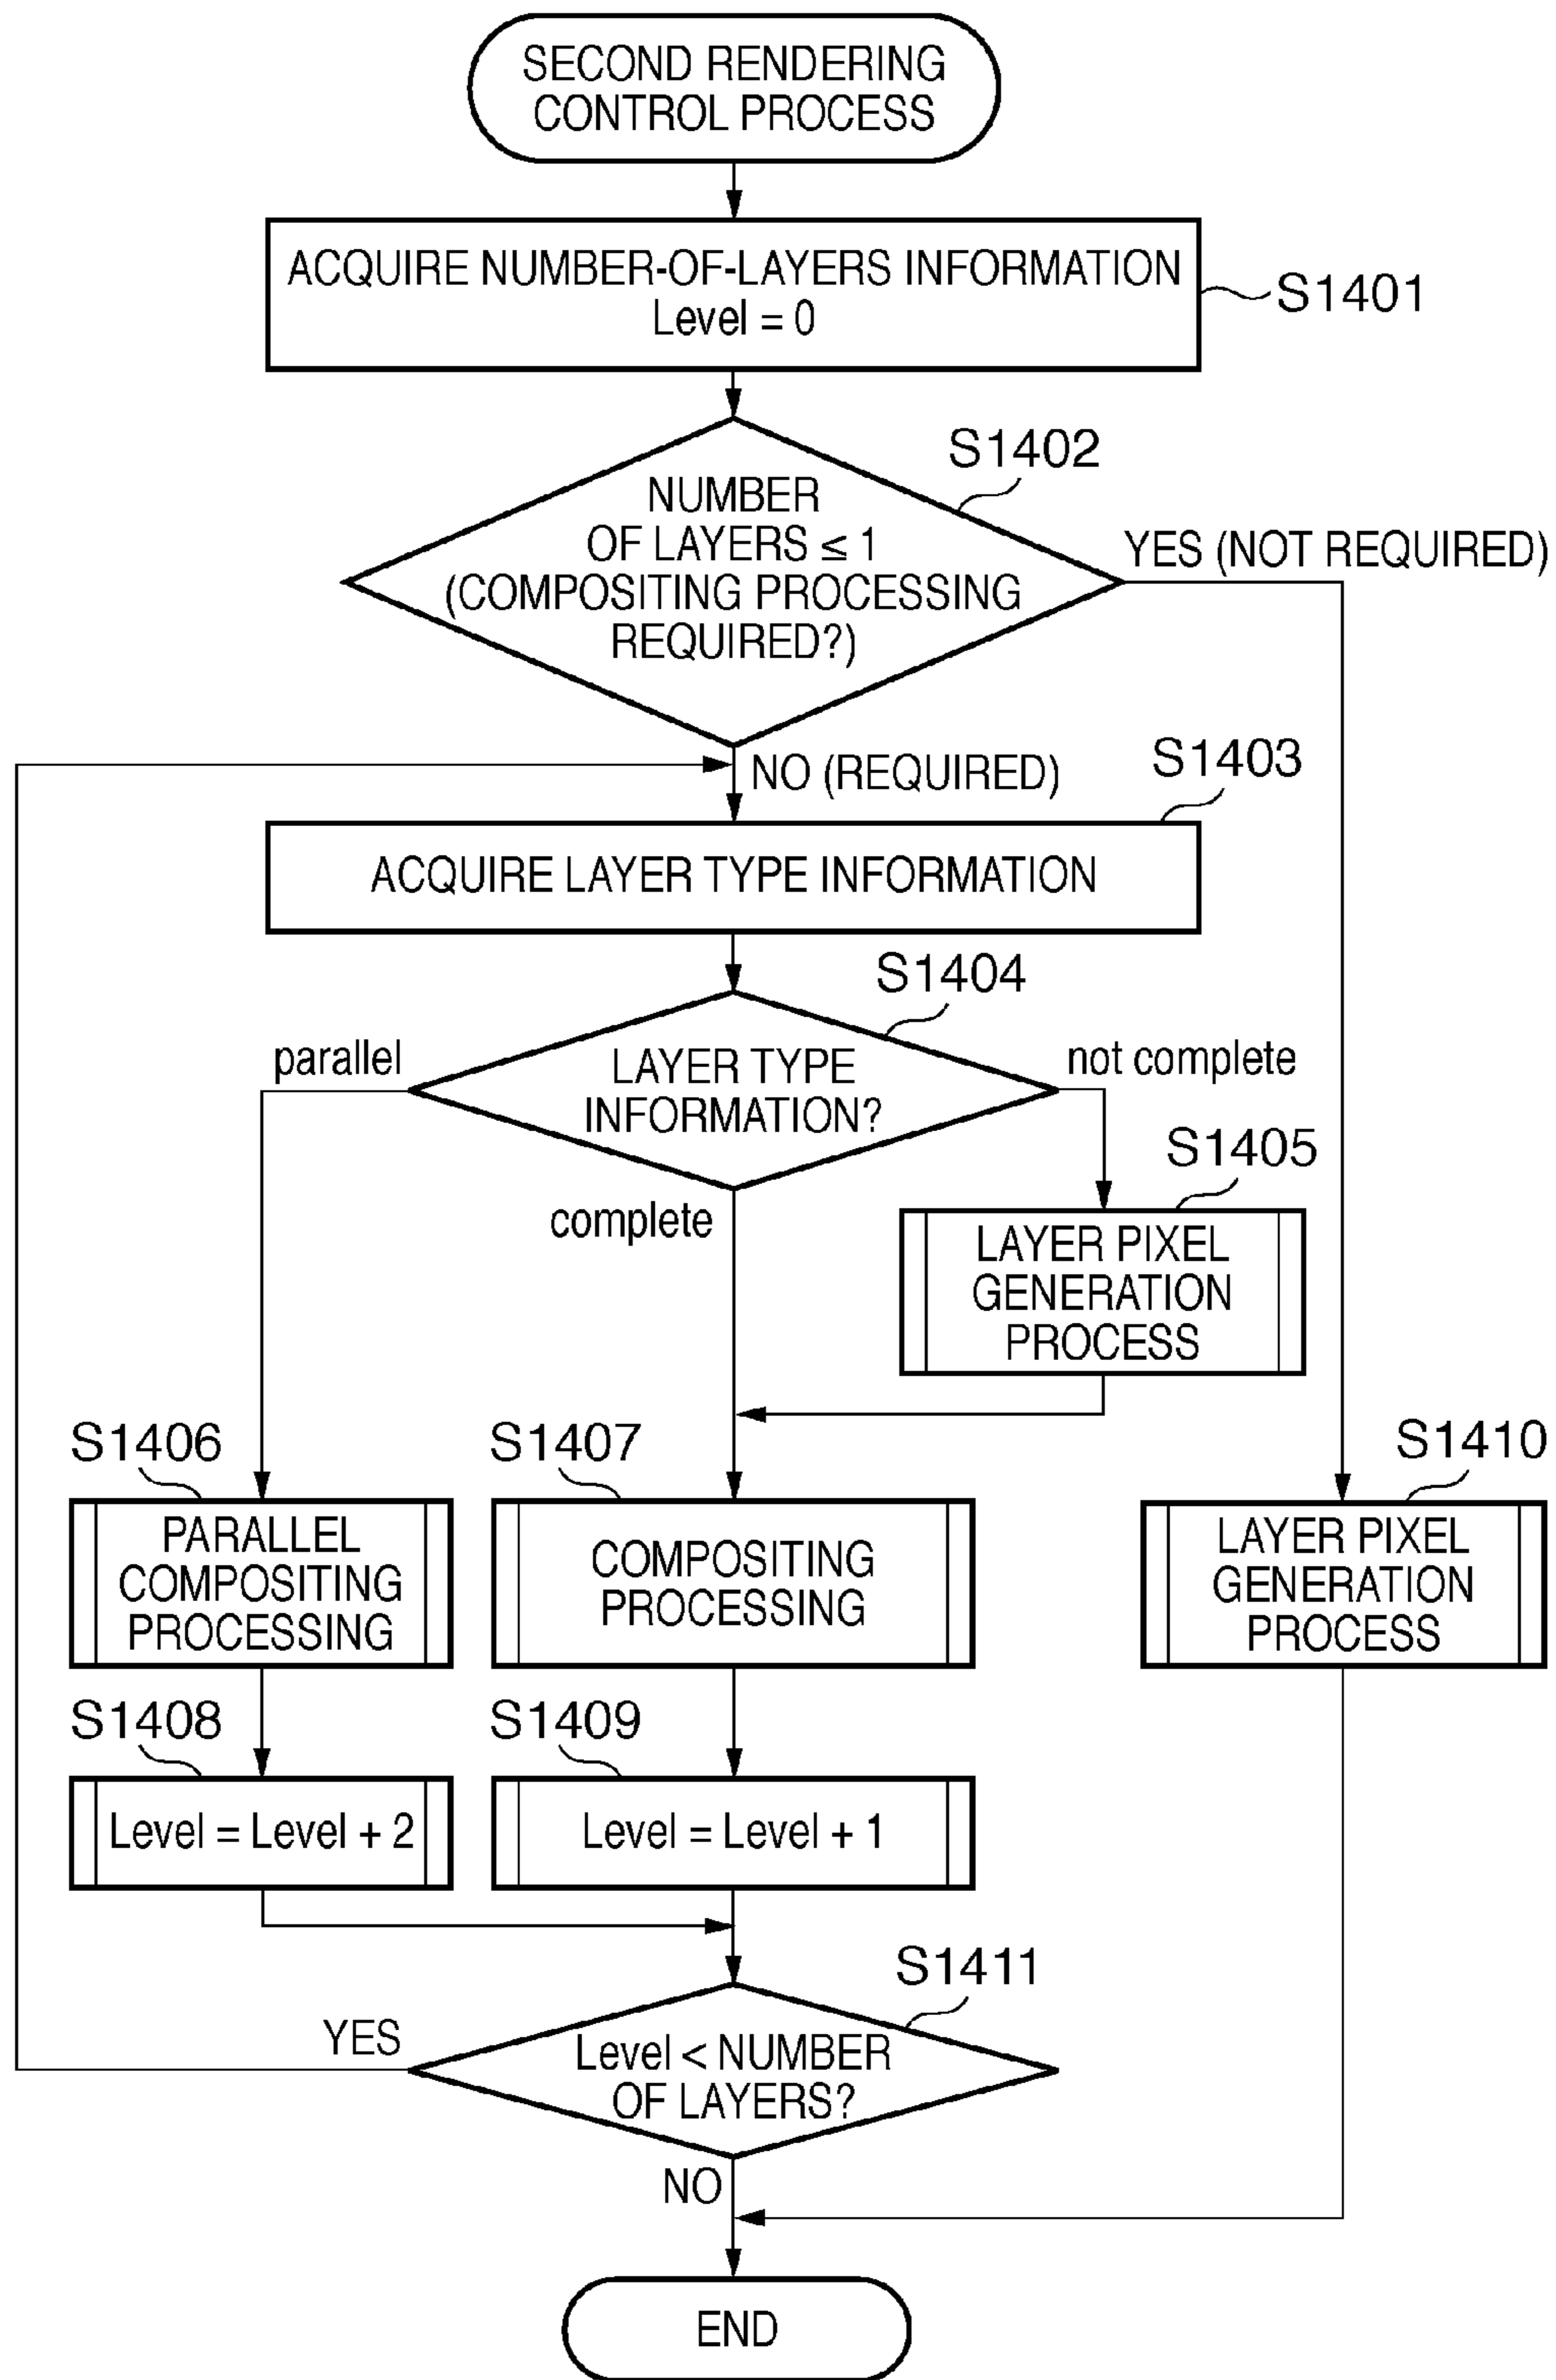 SECOND RENDERING
CONTROL PROCESS
ACQUIRE NUMBER-OF-LAYERS INFORMATION
Level = 0
S1401
S1402
NUMBER
OF LAYERS ≤ 1
(COMPOSITING PROCESSING
REQUIRED?)
YES (NOT REQUIRED)
NO (REQUIRED)
S1403
ACQUIRE LAYER TYPE INFORMATION
S1404
parallel
LAYER TYPE
INFORMATION?
not complete
complete
S1405
LAYER PIXEL
GENERATION
PROCESS
S1406
PARALLEL
COMPOSITING
PROCESSING
S1407
COMPOSITING
PROCESSING
S1410
LAYER PIXEL
GENERATION
PROCESS
S1408
Level = Level + 2
S1409
Level = Level + 1
S1411
YES
Level < NUMBER
OF LAYERS?
NO
END